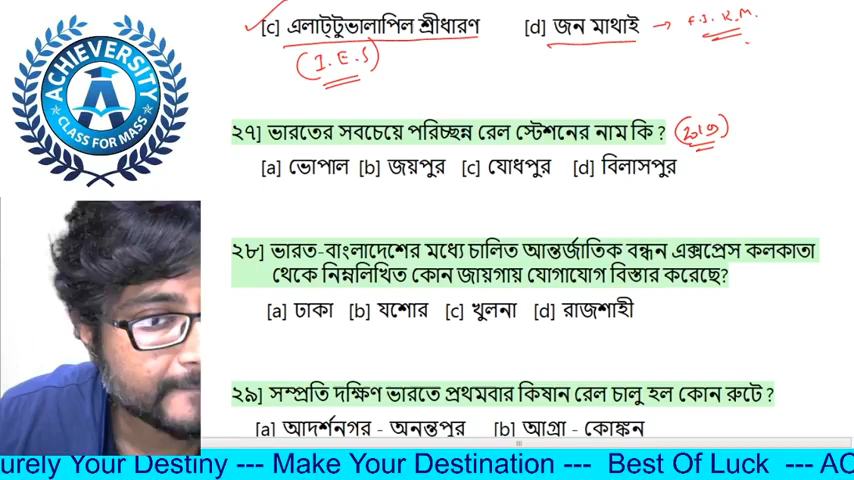 [c] এলাট্টুভালাপিল শ্রীধারণ [d] জন মাথাই → F.I. K.M.
(I.E.S)
ACHIEVERSITY
CLASS FOR MASS
২৭] ভারতের সবচেয়ে পরিচ্ছন্ন রেল স্টেশনের নাম কি ?
[a] ভোপাল [b] জয়পুর [c] যোধপুর [d] বিলাসপুর
২৮] ভারত-বাংলাদেশের মধ্যে চালিত আন্তর্জাতিক বন্ধন এক্সপ্রেস কলকাতা
থেকে নিম্নলিখিত কোন জায়গায় যোগাযোগ বিস্তার করেছে?
[a] ঢাকা [b] যশোর [c] খুলনা [d] রাজশাহী
২৯] সম্প্রতি দক্ষিণ ভারতে প্রথমবার কিষান রেল চালু হল কোন রুটে ?
[a] আদর্শনগর - অনন্তপুর [b] আগ্রা - কোঙ্কন
urely Your Destiny --- Make Your Destination --- Best Of Luck --- AC